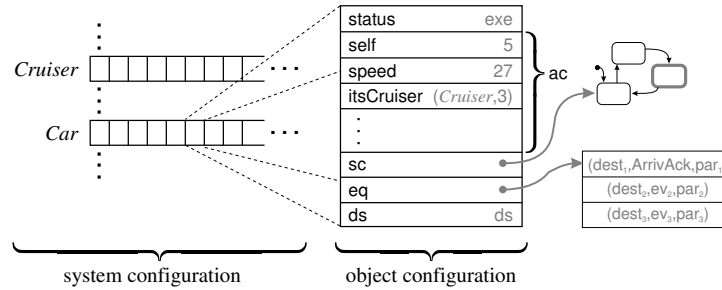 status exe
self 5
Cruiser
speed 27
ac
itsCruiser (Cruiser,3)
Car
sc
(dest1,ArrivAck,par1
eq
(dest2,ev2,par2)
ds ds
(dest3,ev3,par3)
system configuration
object configuration